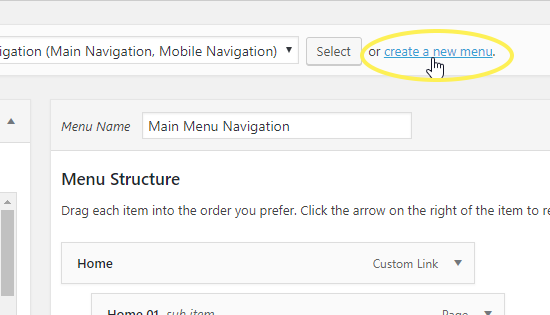 igation (Main Navigation, Mobile Navigation) Select or create a new menu.
Menu Name Main Menu Navigation
Menu Structure
Drag each item into the order you prefer. Click the arrow on the right of the item to re
Home Custom Link
Home 01 sub item Page